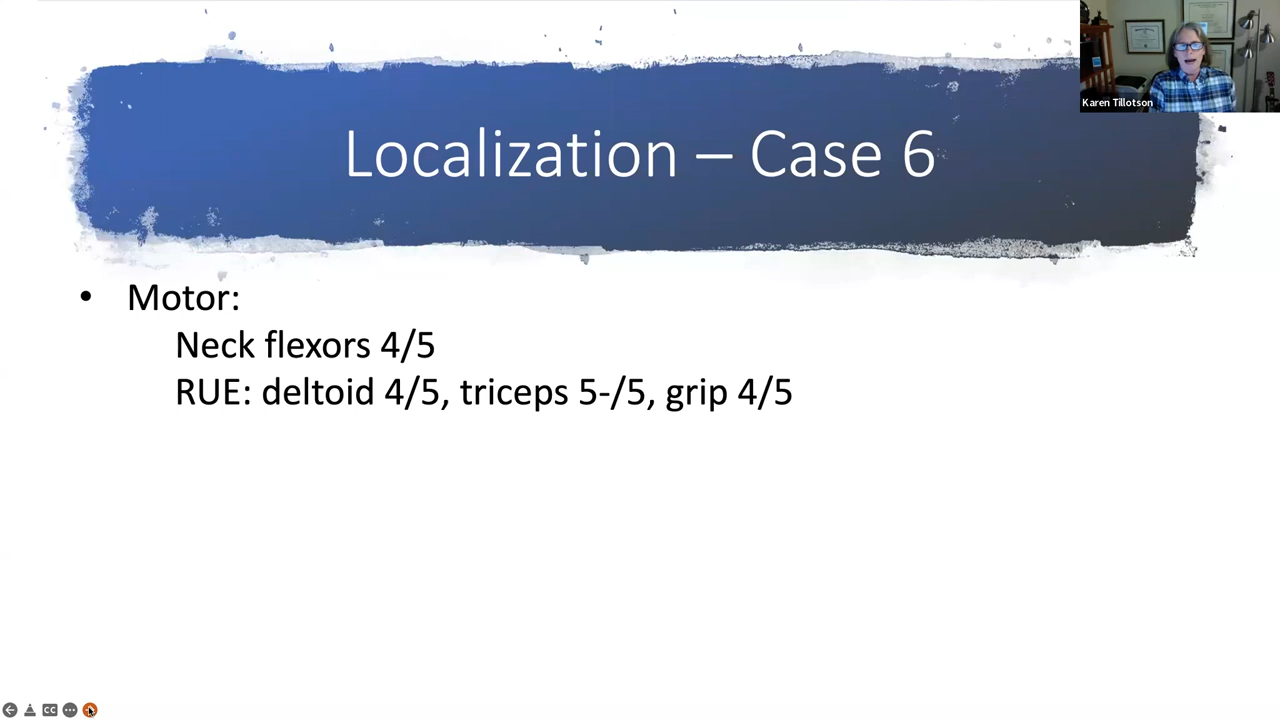 Karen Tillotson
Localization – Case 6
• Motor:
Neck flexors 4/5
RUE: deltoid 4/5, triceps 5-/5, grip 4/5
CC